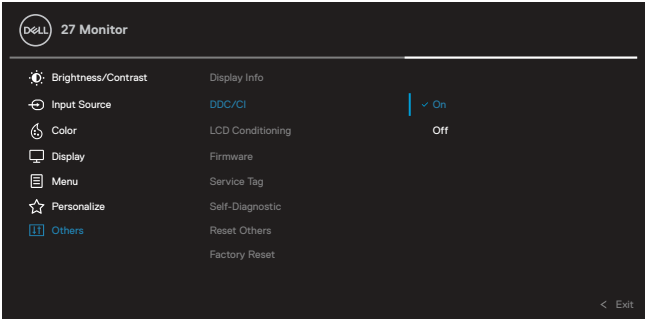 DELL 27 Monitor
Brightness/Contrast Display Info
Input Source DDC/CI On
Color LCD Conditioning Off
Display Firmware
Menu Service Tag
Personalize Self-Diagnostic
Others Reset Others
Factory Reset
< Exit